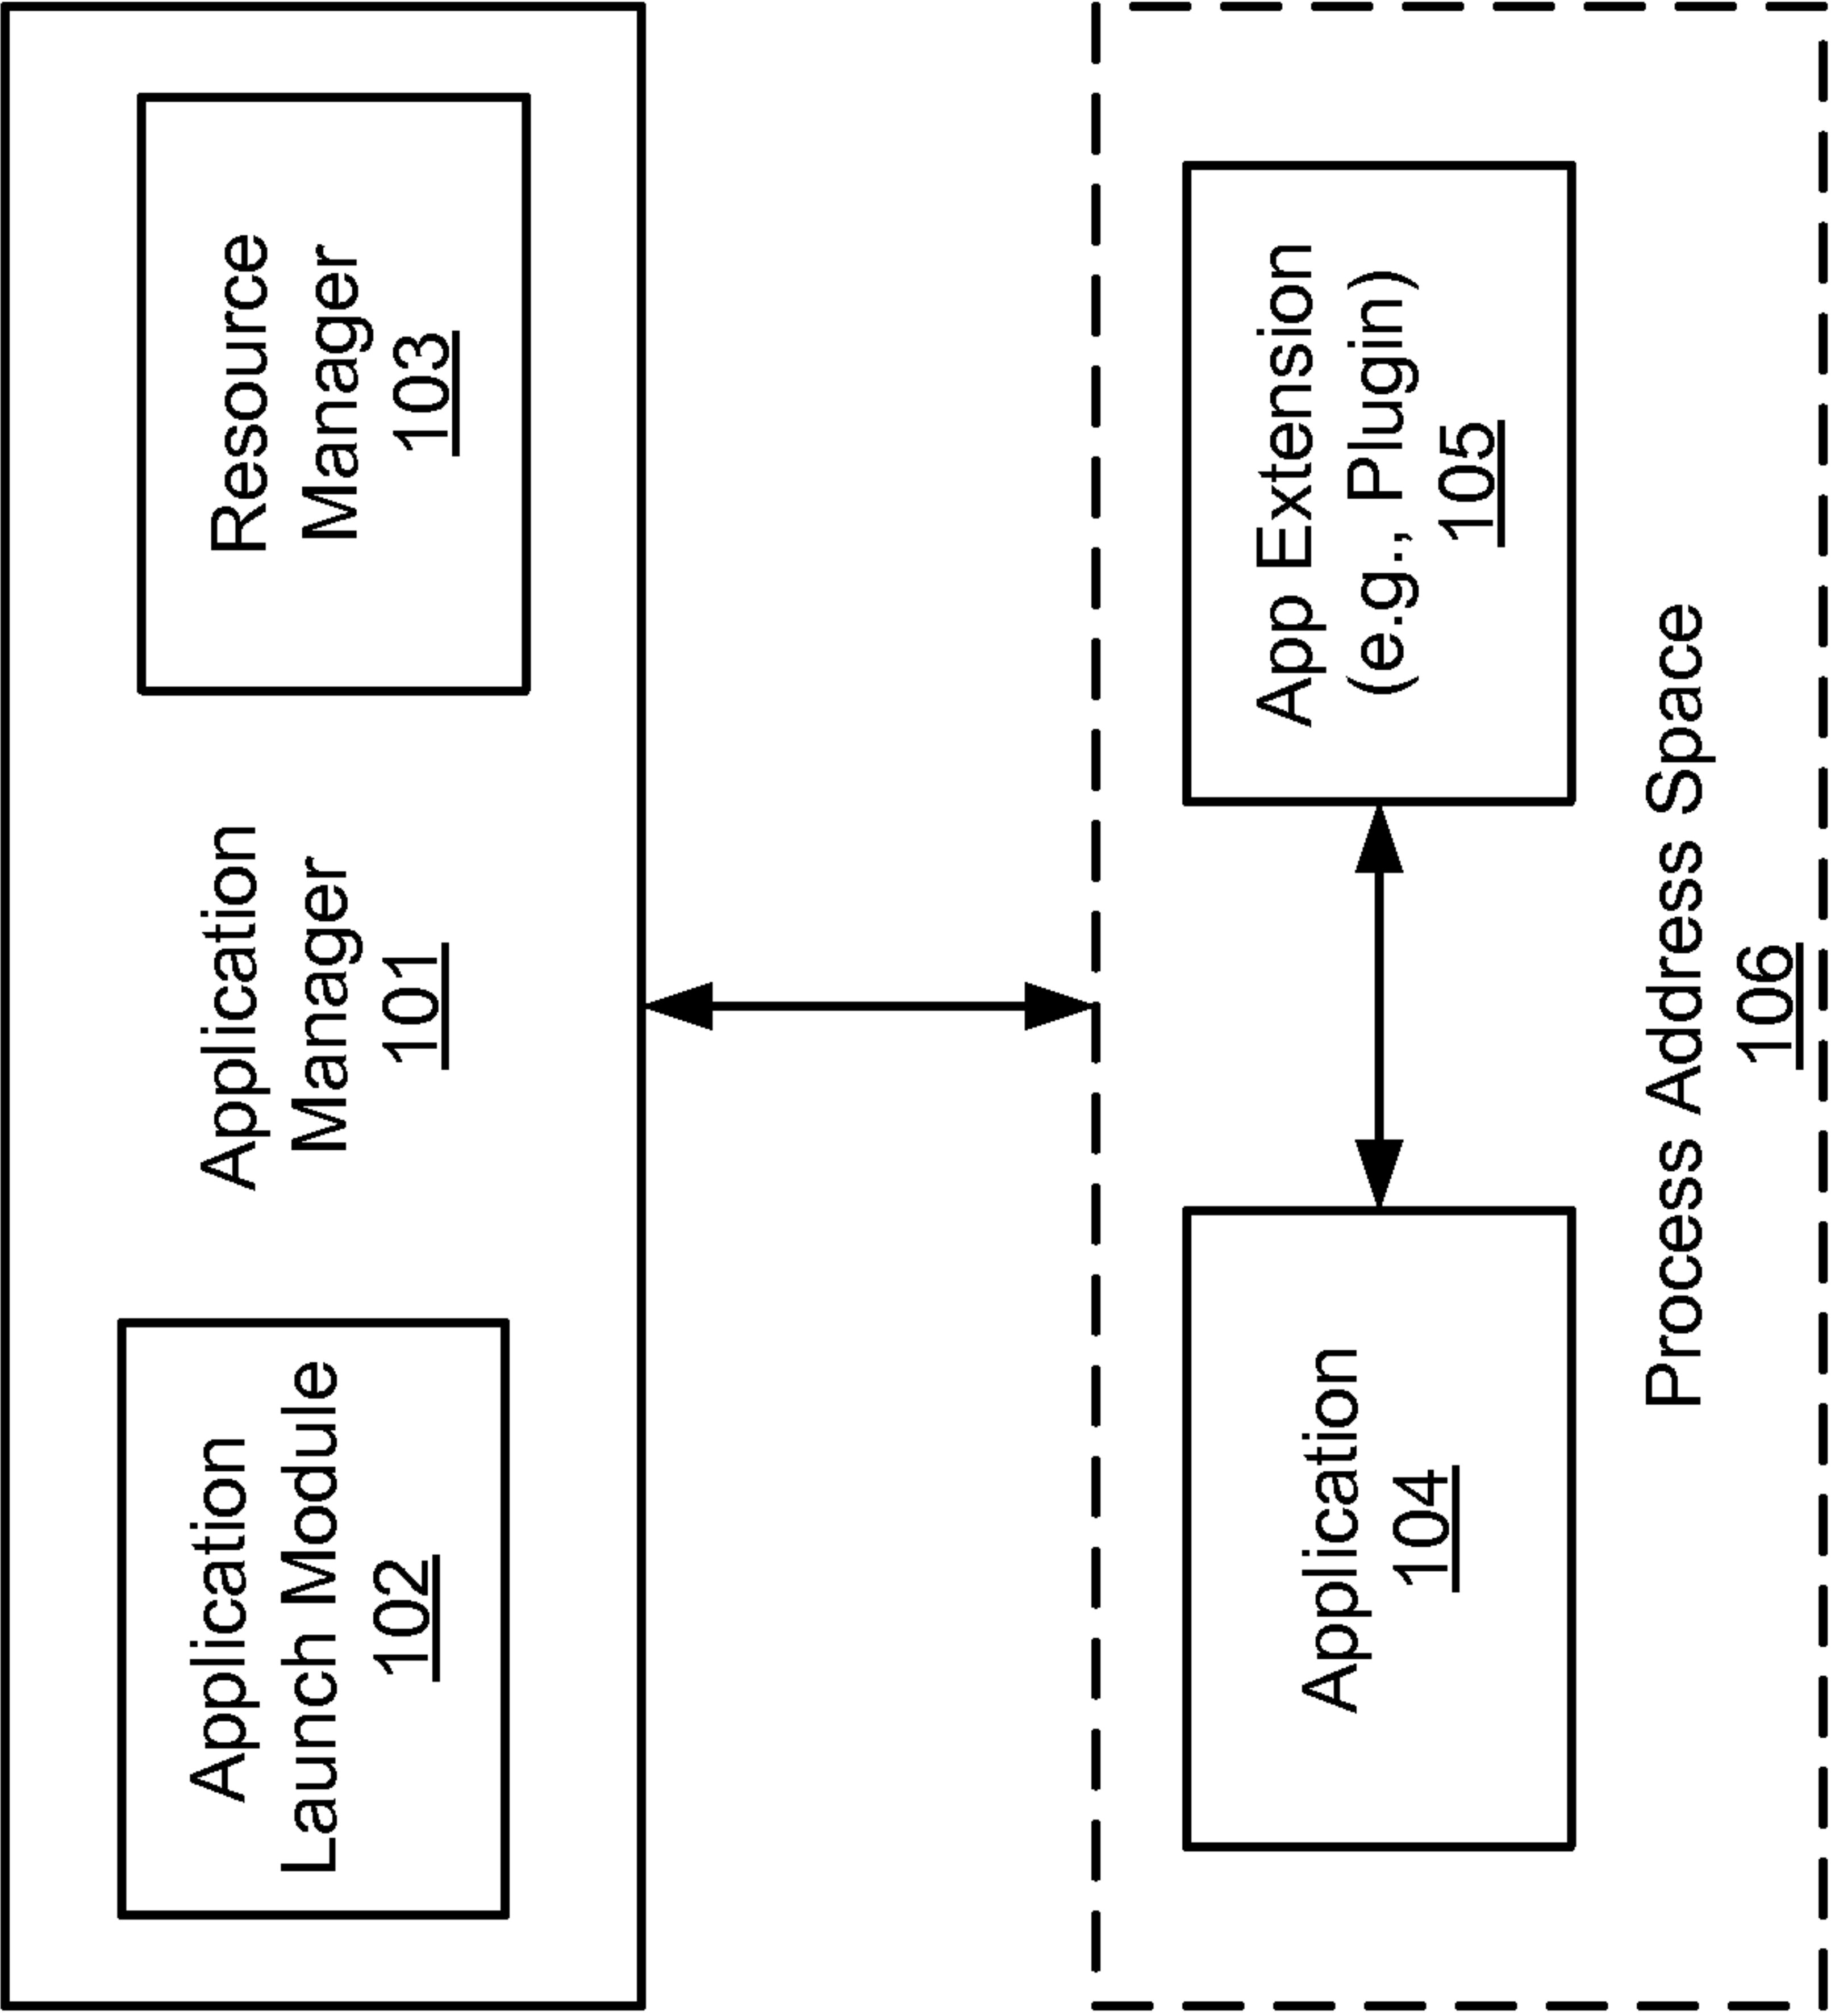 Application
Launch Module
102
Application
Manager
101
Resource
Manager
103
Application
104
App Extension
(e.g., Plugin)
105
Process Address Space
106